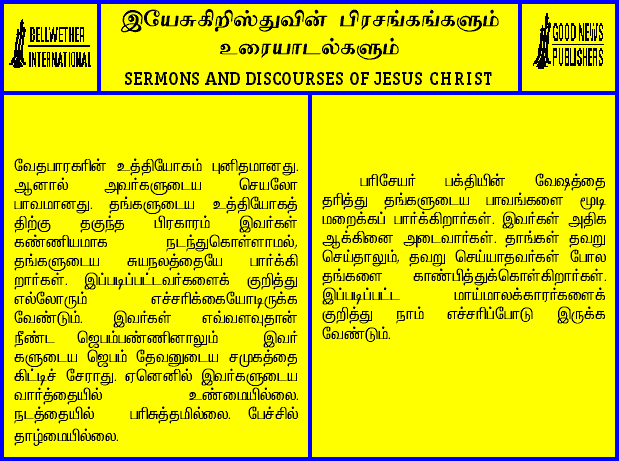 BELLWETHER
INTERNATIONAL
இயேசுகிறிஸ்துவின் பிரசங்கங்களும்
உரையாடல்களும்
SERMONS AND DISCOURSES OF JESUS CHRIST
GOOD NEWS
PUBLISHERS
வேதபாரகரின் உத்தியோகம் புனிதமானது.
ஆனால் அவர்களுடைய செயலோ
பாவமானது. தங்களுடைய உத்தியோகத்
திற்கு தகுந்த பிரகாரம் இவர்கள்
கண்ணியமாக நடந்துகொள்ளாமல்,
தங்களுடைய சுயநலத்தையே பார்க்கி
றார்கள். இப்படிப்பட்டவர்களைக் குறித்து
எல்லோரும் எச்சரிக்கையோடிருக்க
வேண்டும். இவர்கள் எவ்வளவுதான்
நீண்ட ஜெபம்பண்ணினாலும் இவர்
களுடைய ஜெபம் தேவனுடைய சமுகத்தை
கிட்டிச் சேராது. ஏனெனில் இவர்களுடைய
வார்த்தையில் உண்மையில்லை.
நடத்தையில் பரிசுத்தமில்லை. பேச்சில்
தாழ்மையில்லை.
பரிசேயர் பக்தியின் வேஷத்தை
தரித்து தங்களுடைய பாவங்களை மூடி
மறைக்கப் பார்க்கிறார்கள். இவர்கள் அதிக
ஆக்கினை அடைவார்கள். தாங்கள் தவறு
செய்தாலும், தவறு செய்யாதவர்கள் போல
தங்களை காண்பித்துக்கொள்கிறார்கள்.
இப்படிப்பட்ட மாய்மாலக்காரர்களைக்
குறித்து நாம் எச்சரிப்போடு இருக்க
வேண்டும்.